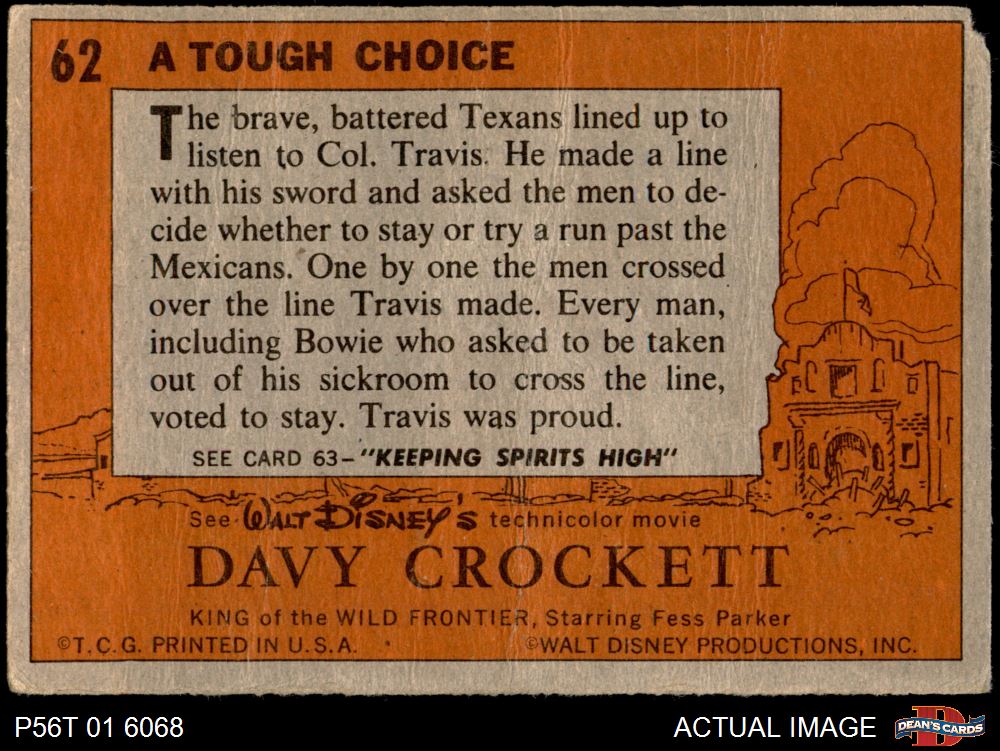 62 A TOUGH CHOICE
The brave, battered Texans lined up to
listen to Col. Travis. He made a line
with his sword and asked the men to de-
cide whether to stay or try a run past the
Mexicans. One by one the men crossed
over the line Travis made. Every man,
including Bowie who asked to be taken
out of his sickroom to cross the line,
voted to stay. Travis was proud.
SEE CARD 63–"KEEPING SPIRITS HIGH"
See WALT DISNEY'S technicolor movie
DAVY CROCKETT
KING of the WILD FRONTIER, Starring Fess Parker
©T.C.G. PRINTED IN U.S.A. ©WALT DISNEY PRODUCTIONS, INC.
P56T 01 6068 ACTUAL IMAGE D DEAN'S CARDS